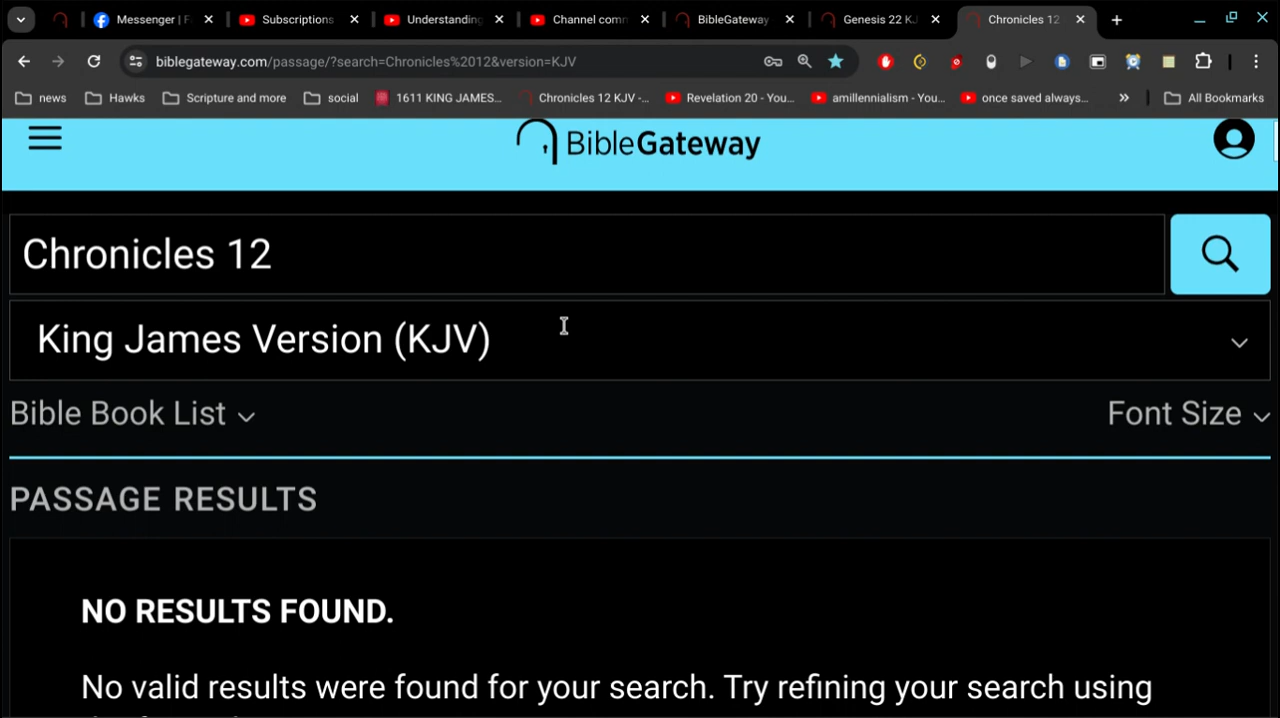 Messenger | F
Subscriptions
Understanding
Channel com
BibleGateway
Genesis 22 KJ
Chronicles 12
biblegateway.com/passage/?search=Chronicles%2012&version=KJV
news
Hawks
Scripture and more
social
1611 KING JAMES...
Chronicles 12 KJV -...
Revelation 20 - You...
amillennialism - You...
once saved always...
All Bookmarks
BibleGateway
Chronicles 12
King James Version (KJV)
Bible Book List
Font Size
PASSAGE RESULTS
NO RESULTS FOUND.
No valid results were found for your search. Try refining your search using